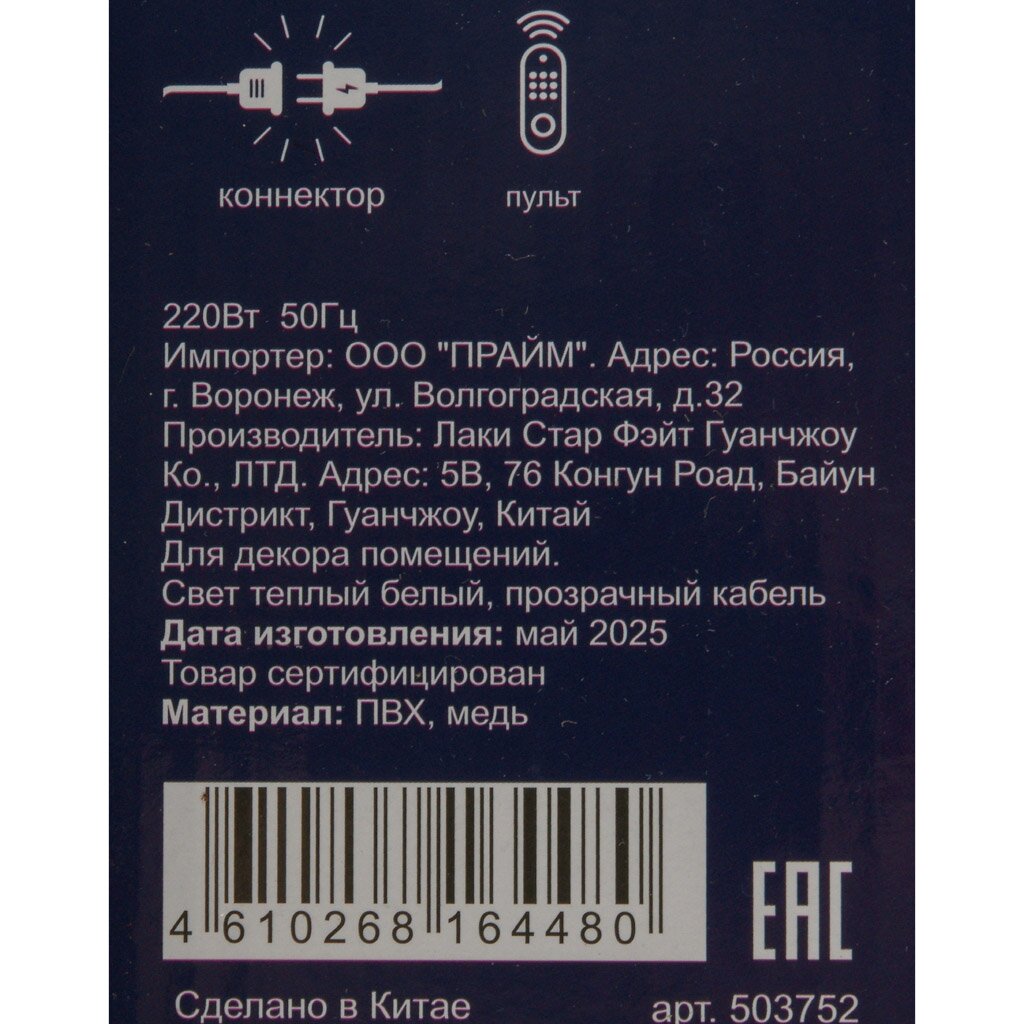 коннектор
пульт
220Вт 50Гц
Импортер: ООО "ПРАЙМ". Адрес: Россия,
г. Воронеж, ул. Волгоградская, д.32
Производитель: Лаки Стар Фэйт Гуанчжоу
Ко., ЛТД. Адрес: 5В, 76 Конгун Роад, Байун
Дистрикт, Гуанчжоу, Китай
Для декора помещений.
Свет теплый белый, прозрачный кабель
Дата изготовления: май 2025
Товар сертифицирован
Материал: ПВХ, медь
4 610268 164480
ЕАС
Сделано в Китае
арт. 503752